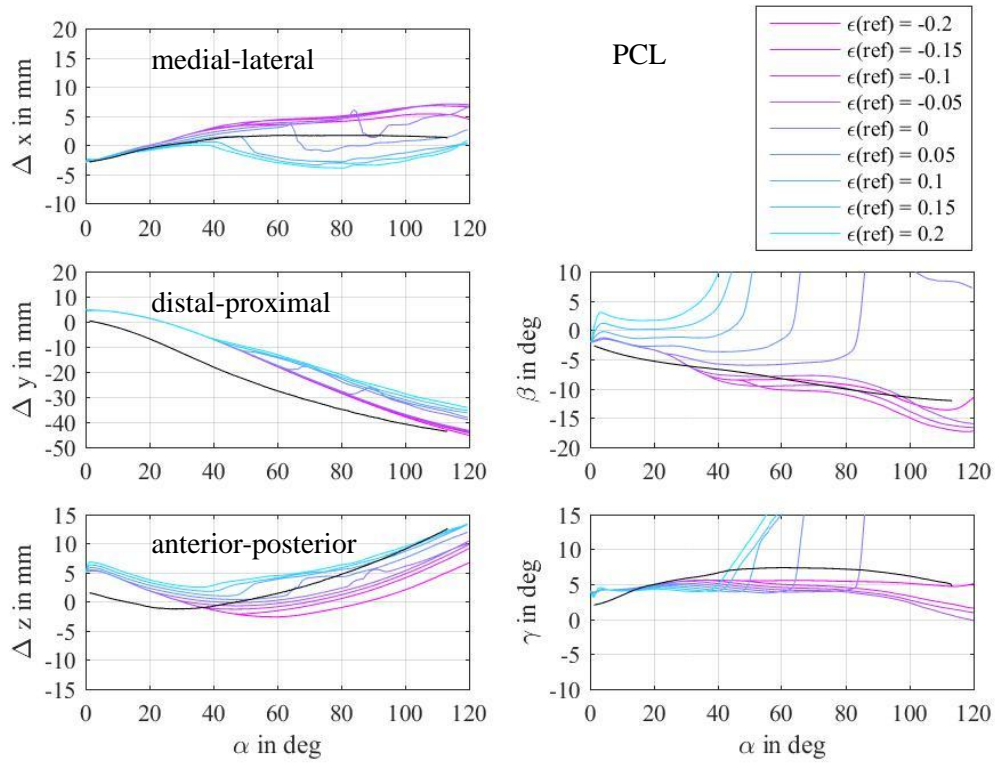 20
15
10
5
0
-5
-10
Δ x in mm
medial-lateral
0 20 40 60 80 100 120
PCL
ϵ(ref) = -0.2
ϵ(ref) = -0.15
ϵ(ref) = -0.1
ϵ(ref) = -0.05
ϵ(ref) = 0
ϵ(ref) = 0.05
ϵ(ref) = 0.1
ϵ(ref) = 0.15
ϵ(ref) = 0.2
20
10
0
-10
-20
-30
-40
-50
Δ y in mm
distal-proximal
0 20 40 60 80 100 120
10
5
0
-5
-10
-15
-20
β in deg
0 20 40 60 80 100 120
15
10
5
0
-5
-10
-15
Δ z in mm
anterior-posterior
0 20 40 60 80 100 120
α in deg
15
10
5
0
-5
-10
γ in deg
0 20 40 60 80 100 120
α in deg